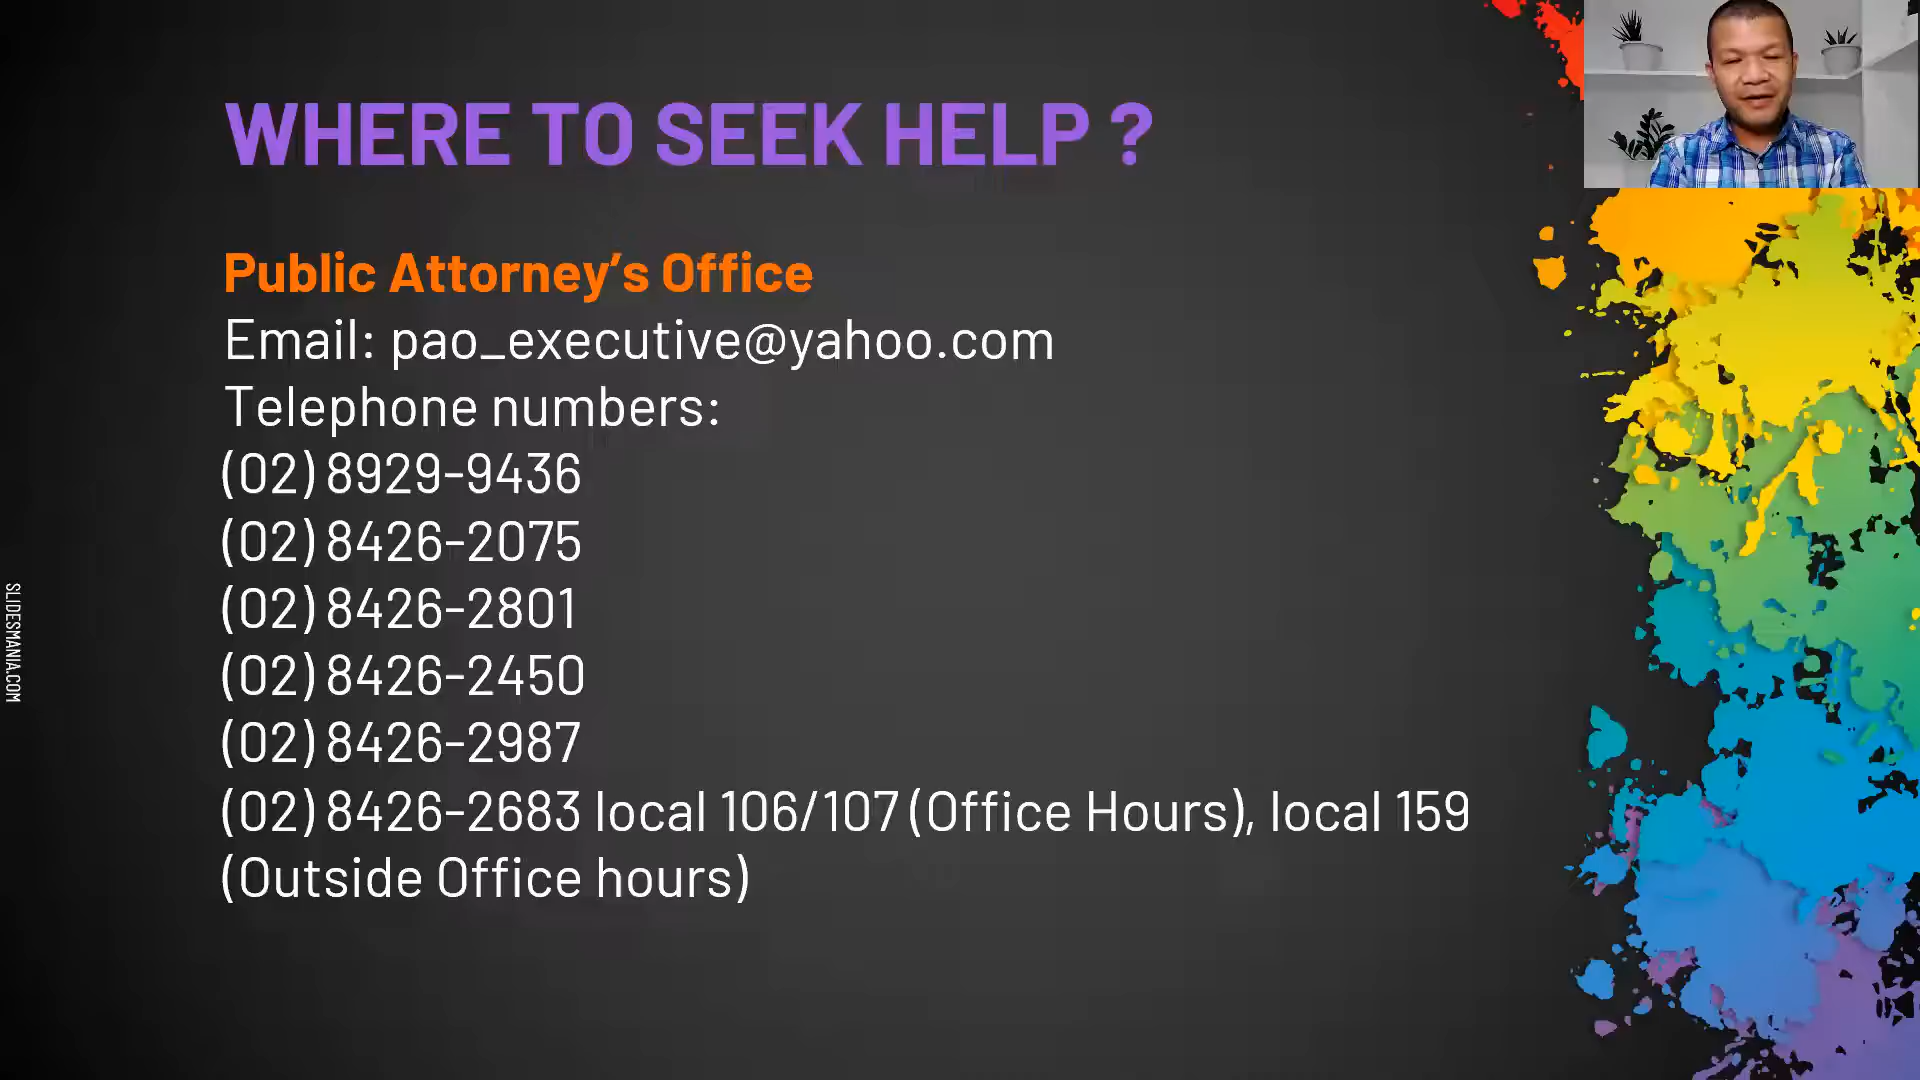 WHERE TO SEEK HELP ?
Public Attorney’s Office
Email: pao_executive@yahoo.com
Telephone numbers:
(02) 8929-9436
(02) 8426-2075
(02) 8426-2801
(02) 8426-2450
(02) 8426-2987
(02) 8426-2683 local 106/107 (Office Hours), local 159
(Outside Office hours)
SLIDESMANIA.COM